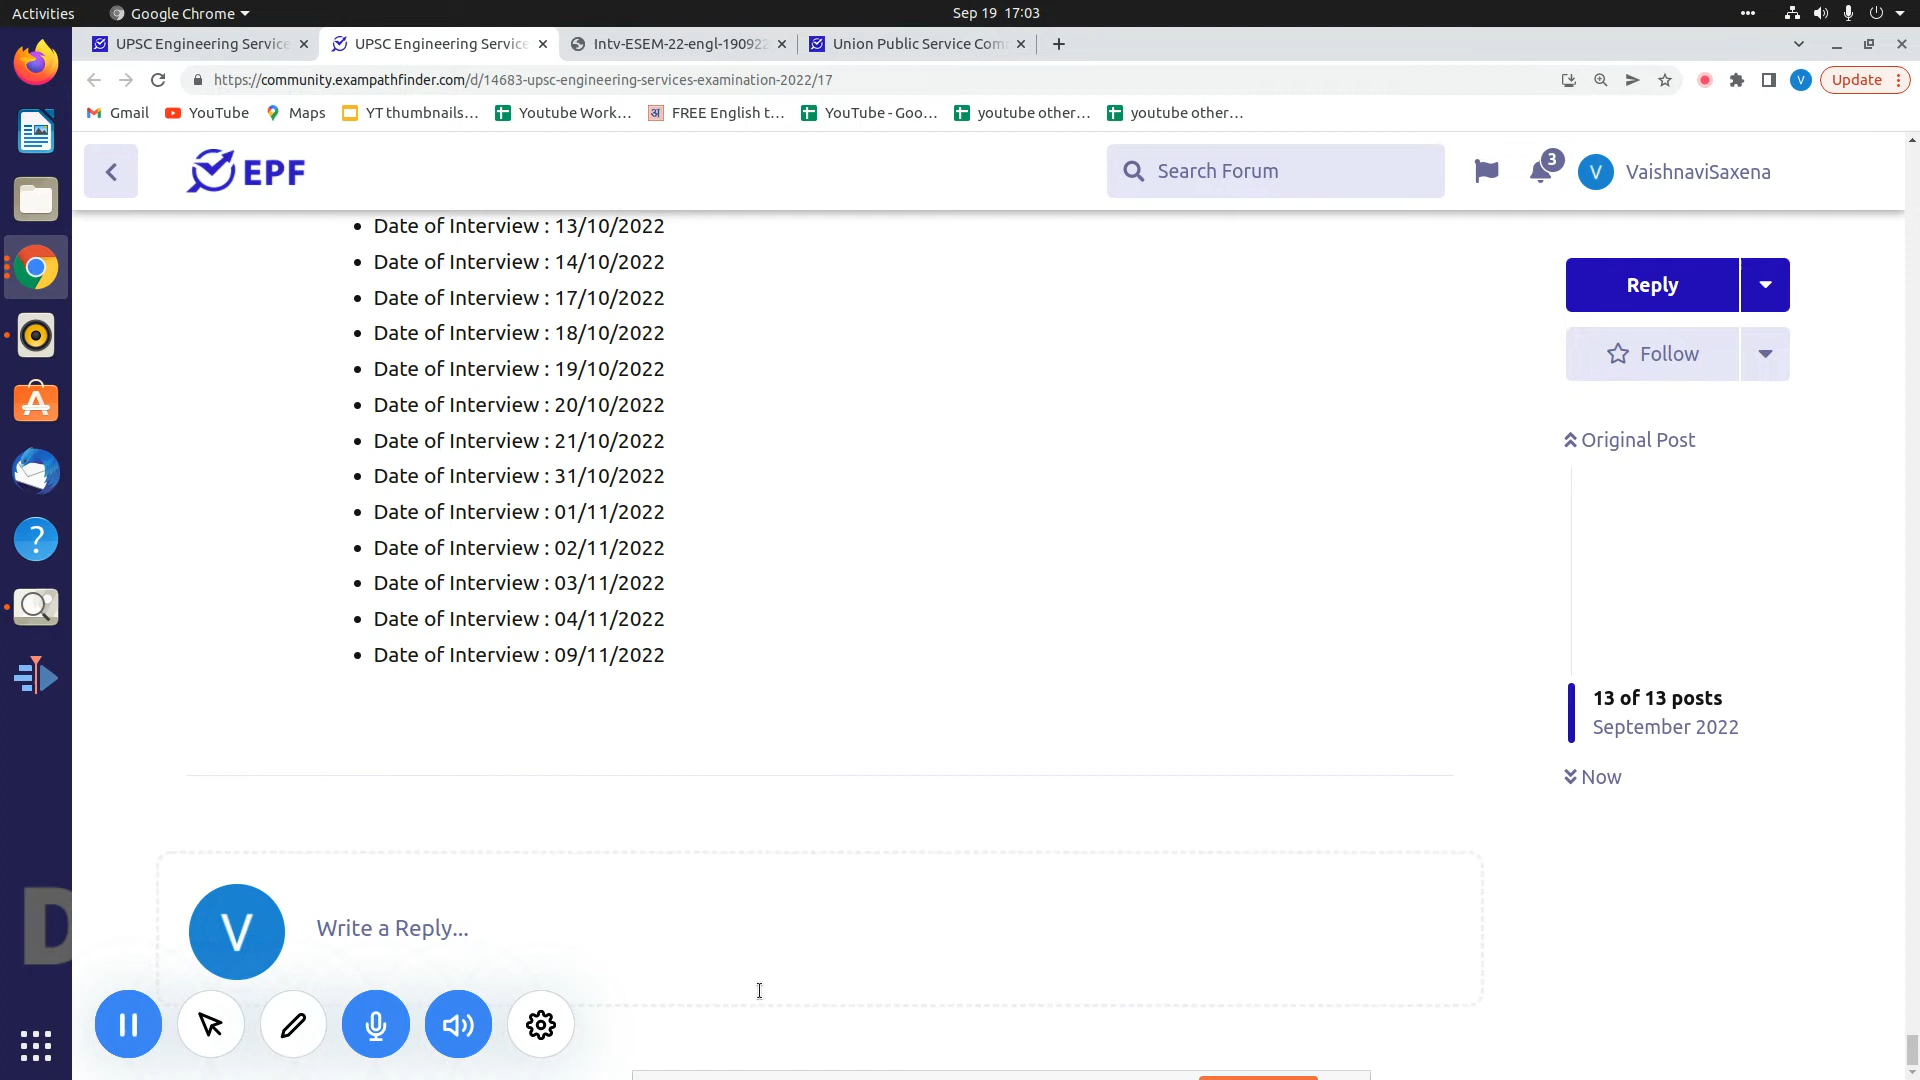 Activities
Google Chrome
Sep 19 17:03
UPSC Engineering Service
UPSC Engineering Service
Intv-ESEM-22-engl-190922
Union Public Service Com
https://community.exampathfinder.com/d/14683-upsc-engineering-services-examination-2022/17
V
Update
Gmail
YouTube
Maps
YT thumbnails...
Youtube Work...
FREE English t...
YouTube - Goo...
youtube other...
youtube other...
EPF
Search Forum
3
V
VaishnaviSaxena
• Date of Interview : 13/10/2022
• Date of Interview : 14/10/2022
• Date of Interview : 17/10/2022
• Date of Interview : 18/10/2022
• Date of Interview : 19/10/2022
• Date of Interview : 20/10/2022
• Date of Interview : 21/10/2022
• Date of Interview : 31/10/2022
• Date of Interview : 01/11/2022
• Date of Interview : 02/11/2022
• Date of Interview : 03/11/2022
• Date of Interview : 04/11/2022
• Date of Interview : 09/11/2022
Reply
Follow
Original Post
13 of 13 posts
September 2022
Now
V
Write a Reply...